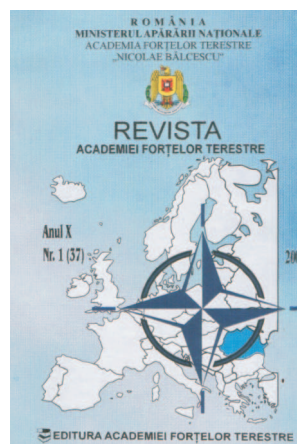 ROMÂNIA
MINISTERUL APĂRĂRII NAȚIONALE
ACADEMIA FORȚELOR TERESTRE
„NICOLAE BĂLCESCU”
REVISTA
ACADEMIEI FORȚELOR TERESTRE
Anul X
Nr. 1 (37)
EDITURA ACADEMIEI FORȚELOR TERESTRE